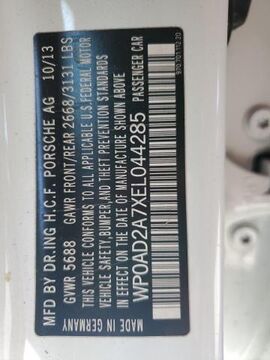 MFD BY DR.ING H.C.F. PORSCHE AG 10/13
GVWR 5688 GAWR FRONT/REAR 2668/3131 LBS
THIS VEHICLE CONFORMS TO ALL APPLICABLE U.S. FEDERAL MOTOR
VEHICLE SAFETY, BUMPER, AND THEFT PREVENTION STANDARDS
IN EFFECT ON THE DATE OF MANUFACTURE SHOWN ABOVE.
WP0AD2A7XEL044285 PASSENGER CAR
MADE IN GERMANY